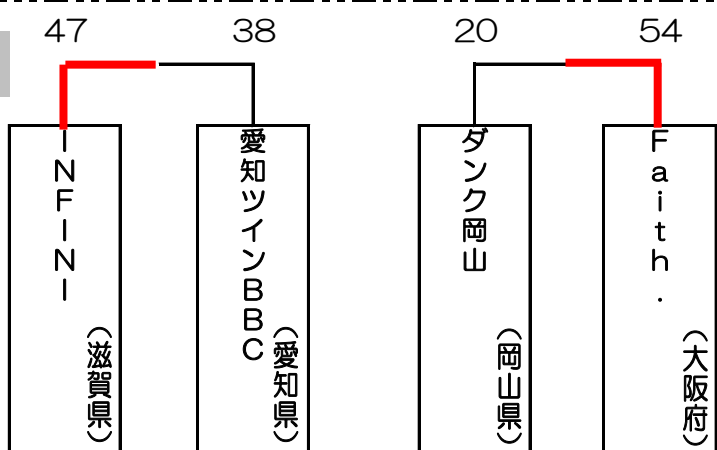 47
38
20
54
INFINI
(滋賀県)
愛知ツインBBC
(愛知県)
ダンク岡山
(岡山県)
Faith.
(大阪府)